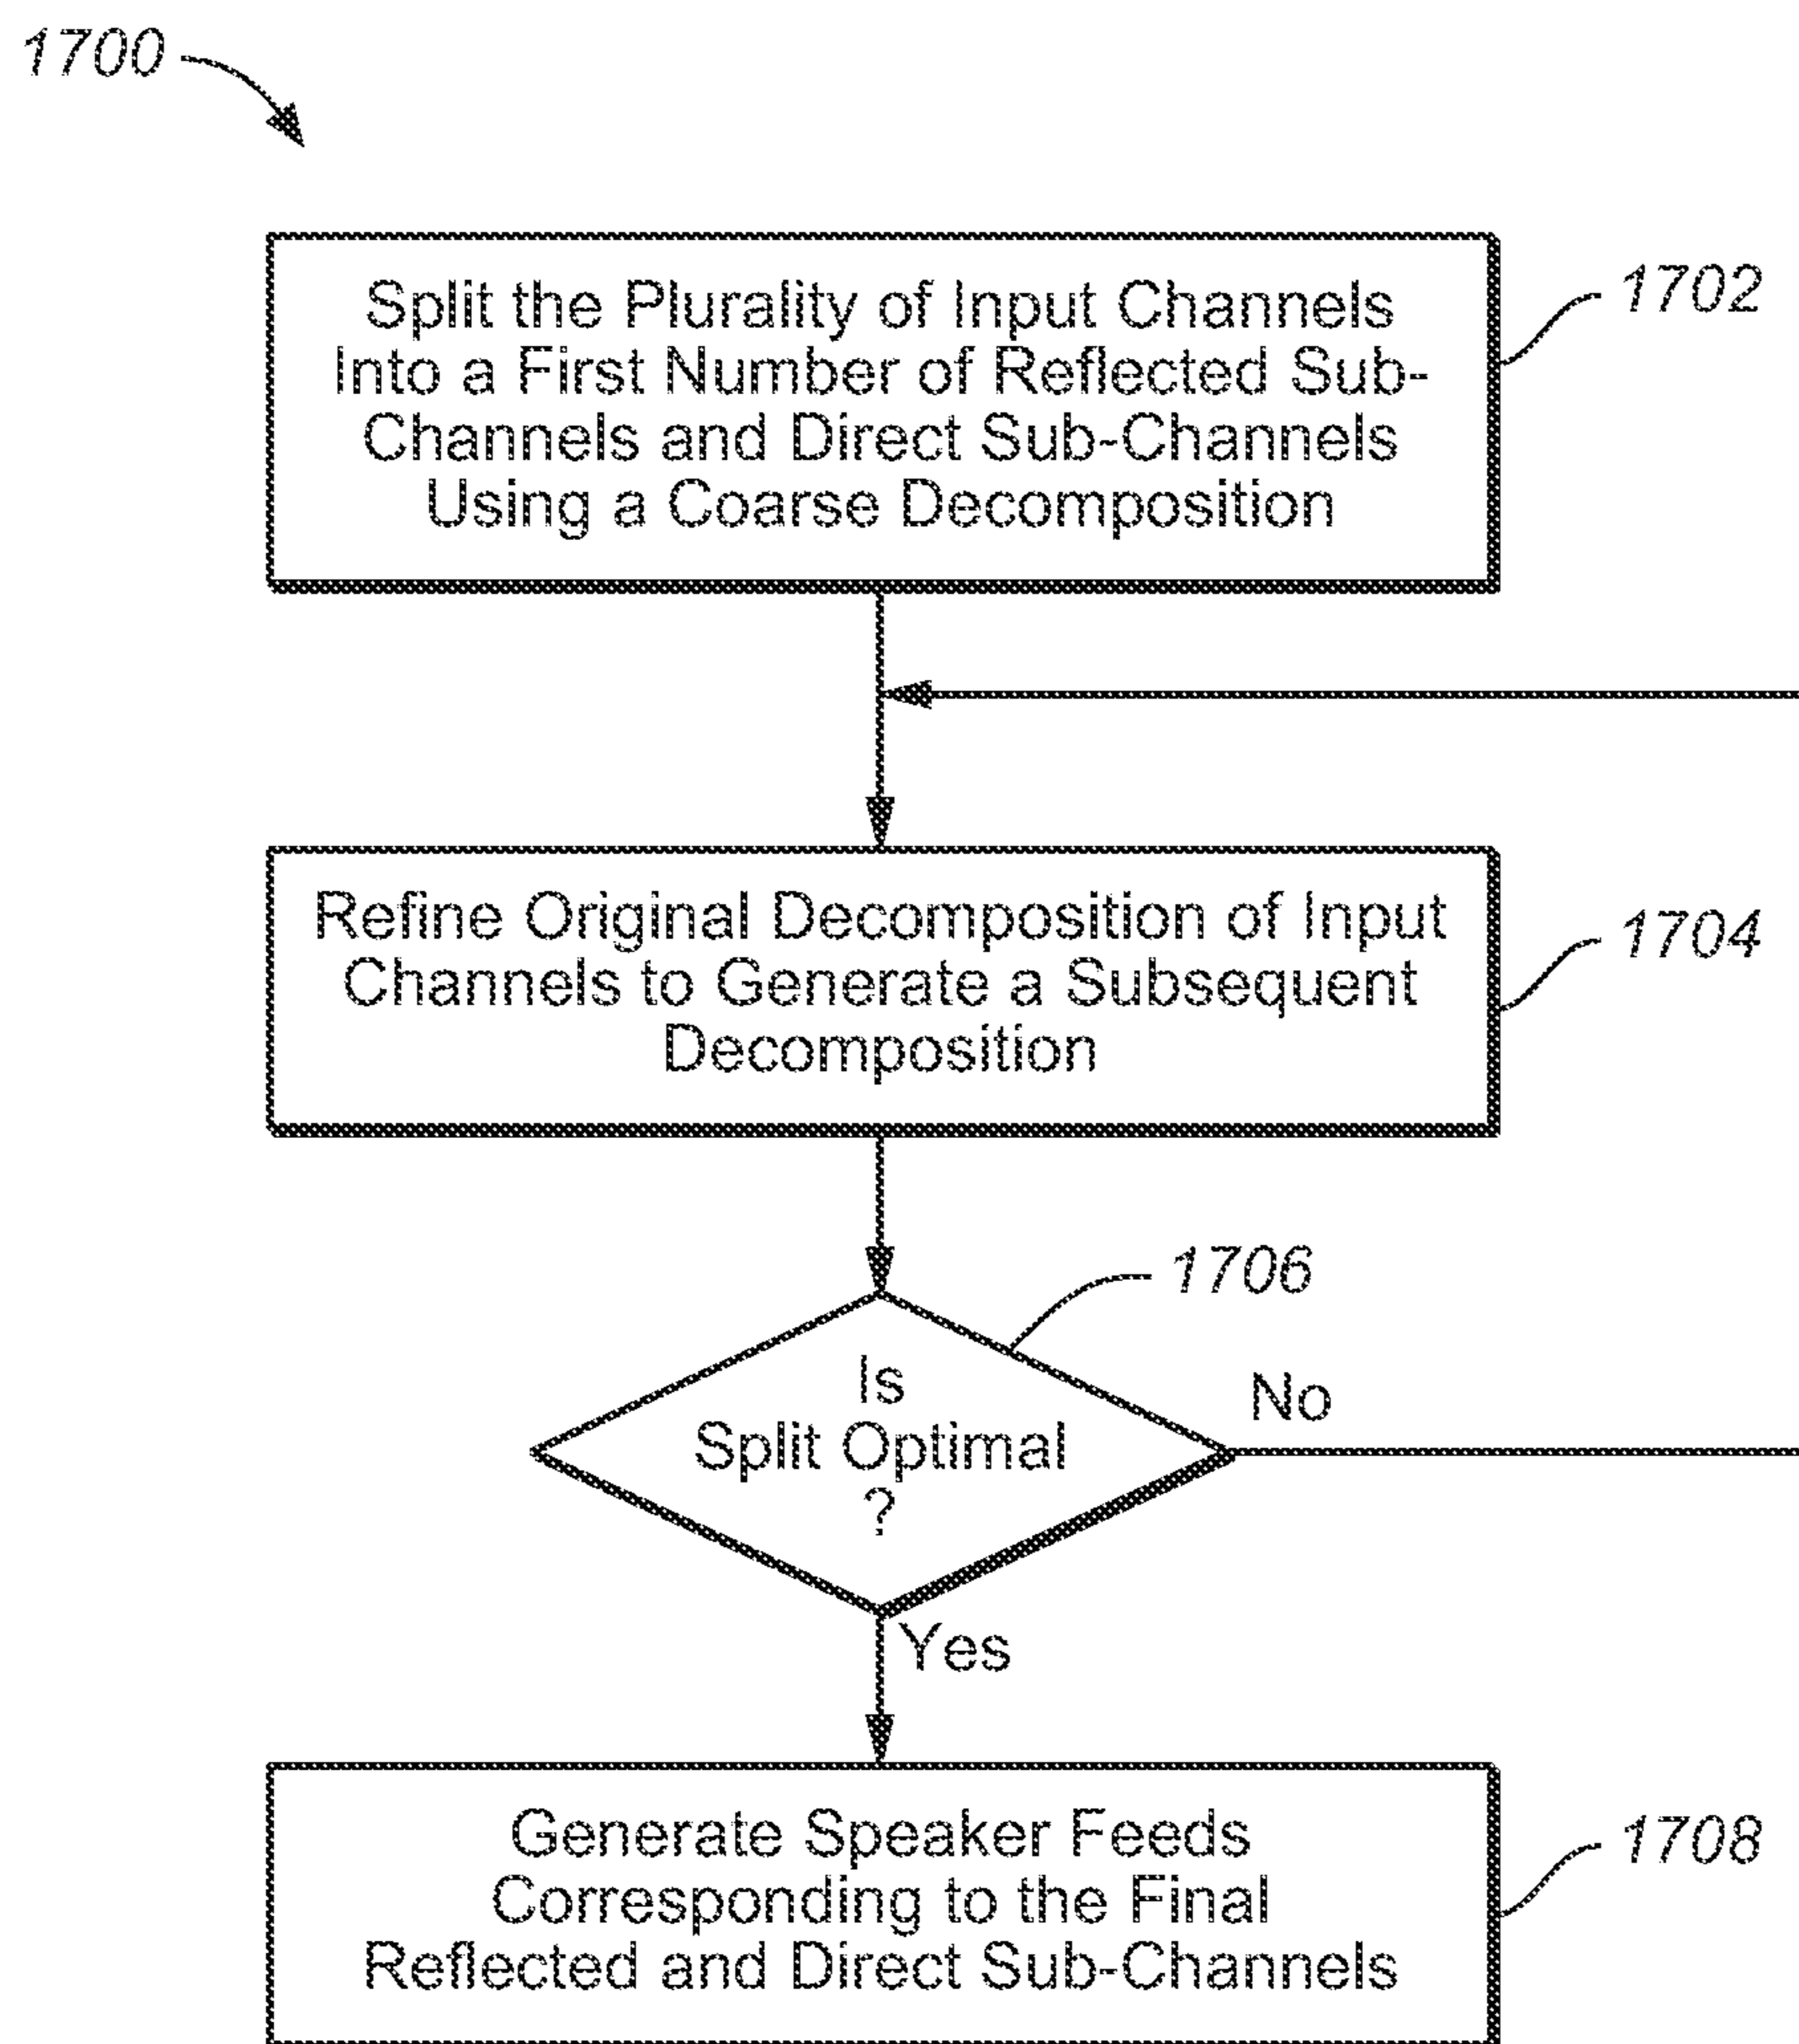 1700
Split the Plurality of Input Channels
Into a First Number of Reflected Sub-
Channels and Direct Sub-Channels
Using a Coarse Decomposition
1702
Refine Original Decomposition of Input
Channels to Generate a Subsequent
Decomposition
1704
1706
Is
Split Optimal
?
No
Yes
Generate Speaker Feeds
Corresponding to the Final
Reflected and Direct Sub-Channels
1708